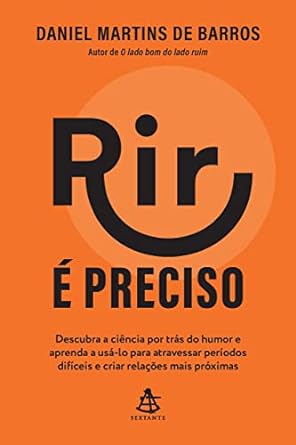 DANIEL MARTINS DE BARROS
Autor de O lado bom do lado ruim
Rir
É PRECISO
Descubra a ciência por trás do humor e
aprenda a usá-lo para atravessar períodos
difíceis e criar relações mais próximas
SEXTANTE